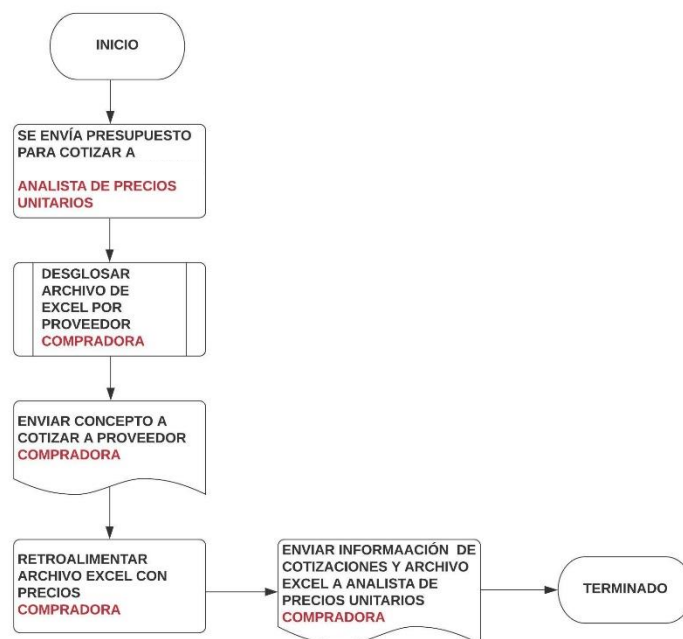 INICIO
SE ENVÍA PRESUPUESTO
PARA COTIZAR A
ANALISTA DE PRECIOS
UNITARIOS
DESGLOSAR
ARCHIVO DE
EXCEL POR
PROVEEDOR
COMPRADORA
ENVIAR CONCEPTO A
COTIZAR A PROVEEDOR
COMPRADORA
RETROALIMENTAR
ARCHIVO EXCEL CON
PRECIOS
COMPRADORA
ENVIAR INFORMAACIÓN DE
COTIZACIONES Y ARCHIVO
EXCEL A ANALISTA DE
PRECIOS UNITARIOS
COMPRADORA
TERMINADO